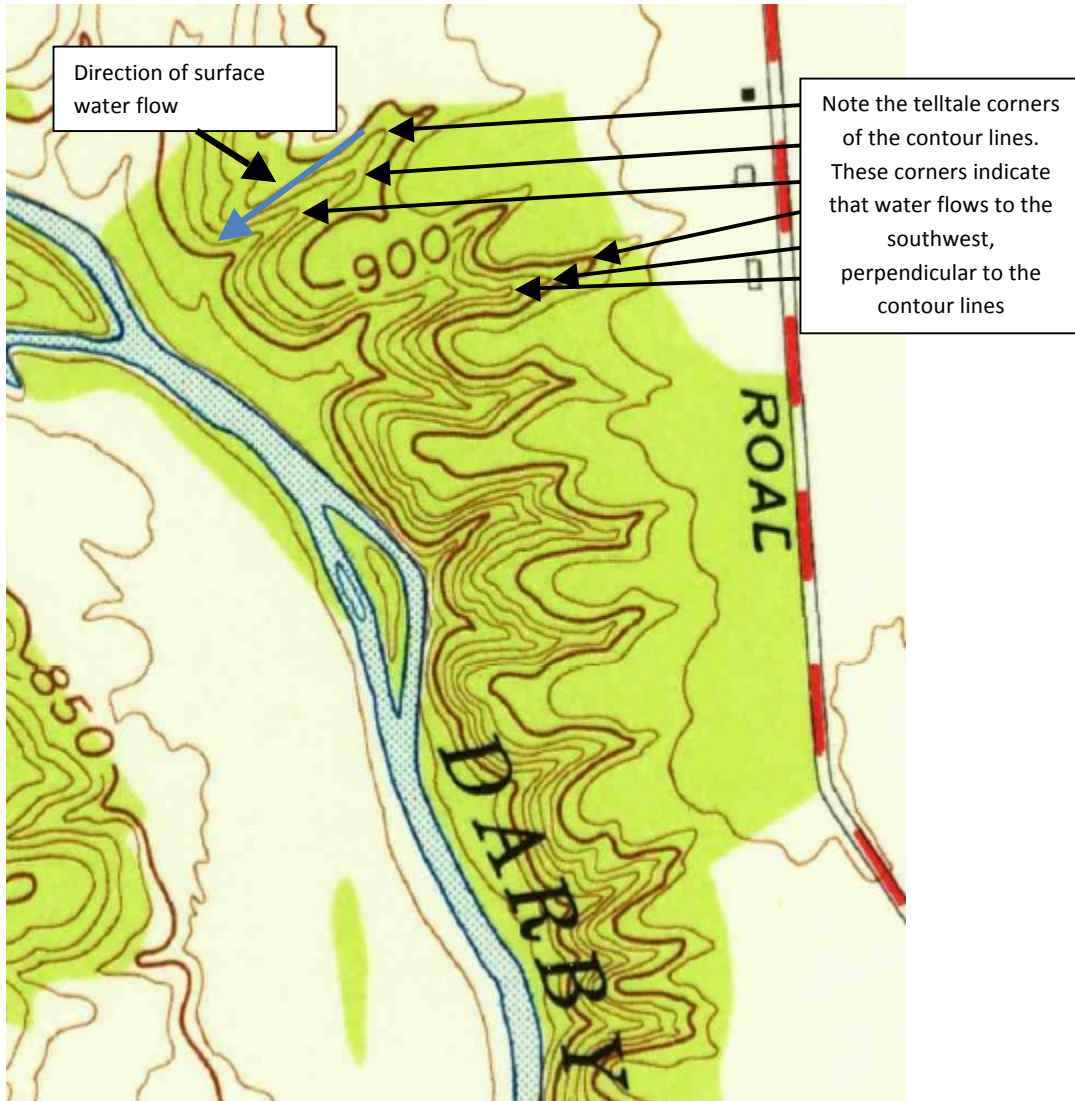 Direction of surface
water flow
Note the telltale corners
of the contour lines.
These corners indicate
that water flows to the
southwest,
perpendicular to the
contour lines
900
ROAD
850
DARBY